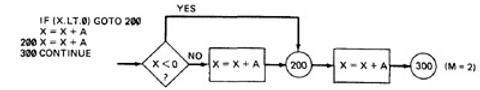 YES
IF (X.LT.0) GOTO 200
X = X + A
200 X = X + A
300 CONTINUE
X < 0
?
NO
X = X + A
200
X = X + A
300
(M = 2)